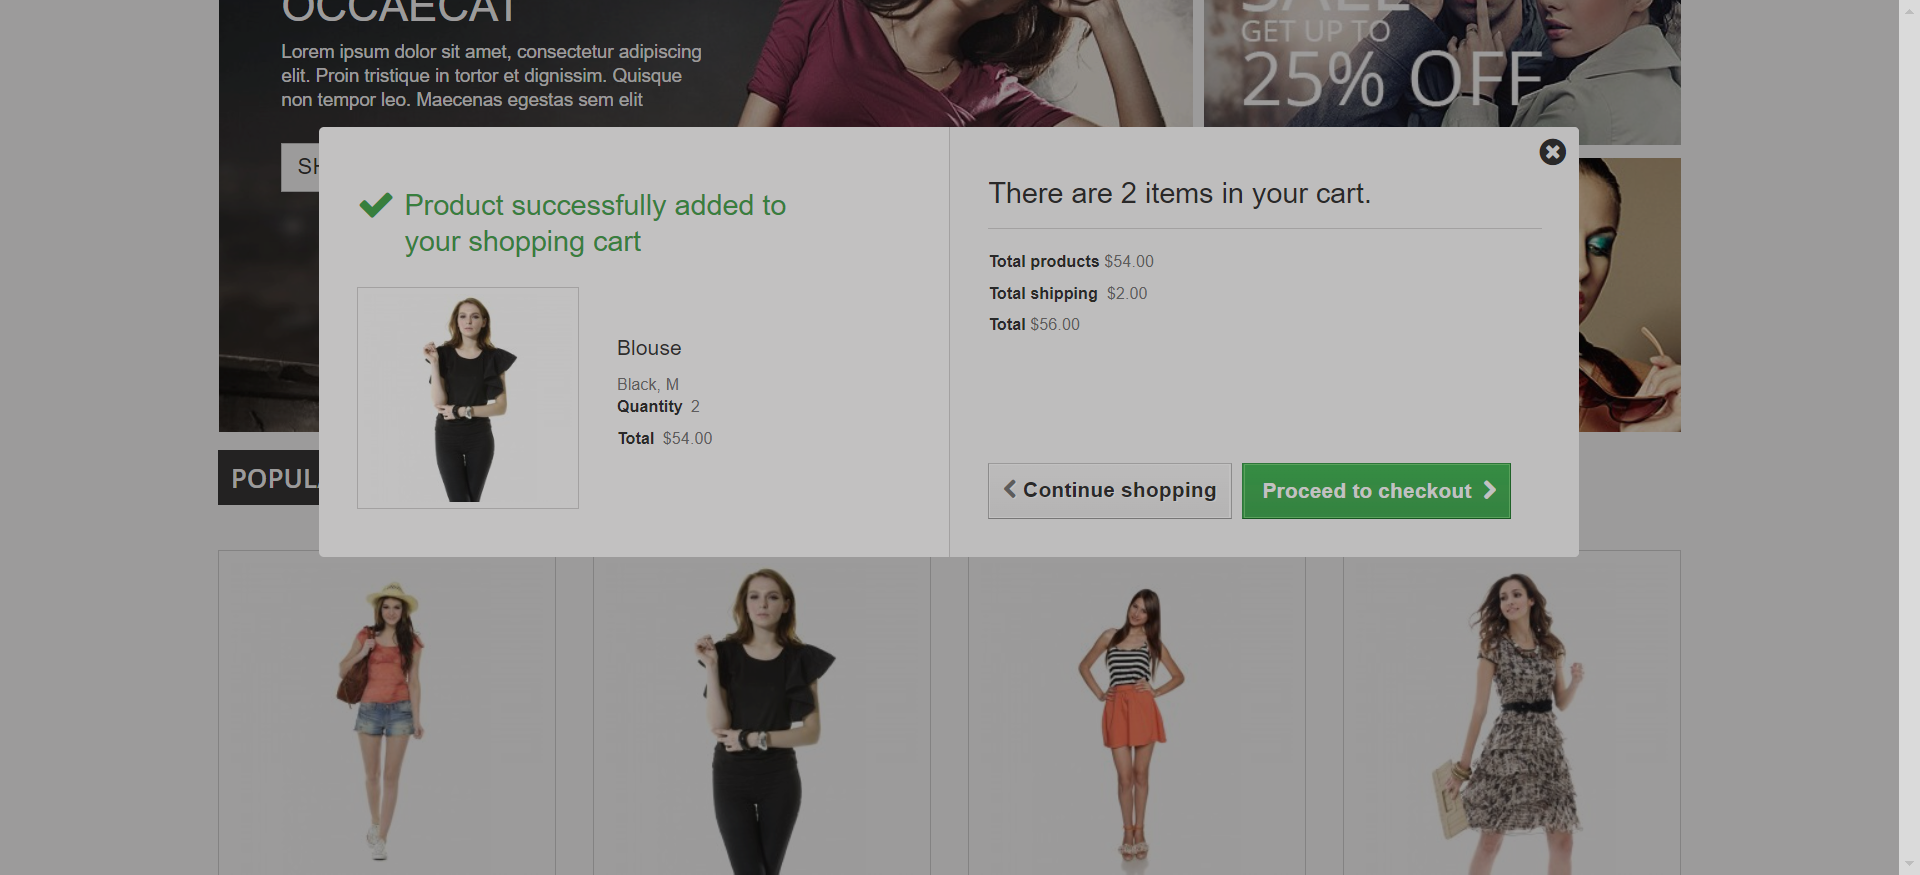 OCCAECAT
Lorem ipsum dolor sit amet, consectetur adipiscing
elit. Proin tristique in tortor et dignissim. Quisque
non tempor leo. Maecenas egestas sem elit
SH
SALE
GET UP TO
25% OFF
Product successfully added to
your shopping cart
Blouse
Black, M
Quantity 2
Total $54.00
There are 2 items in your cart.
Total products $54.00
Total shipping $2.00
Total $56.00
Continue shopping
Proceed to checkout
POPULA